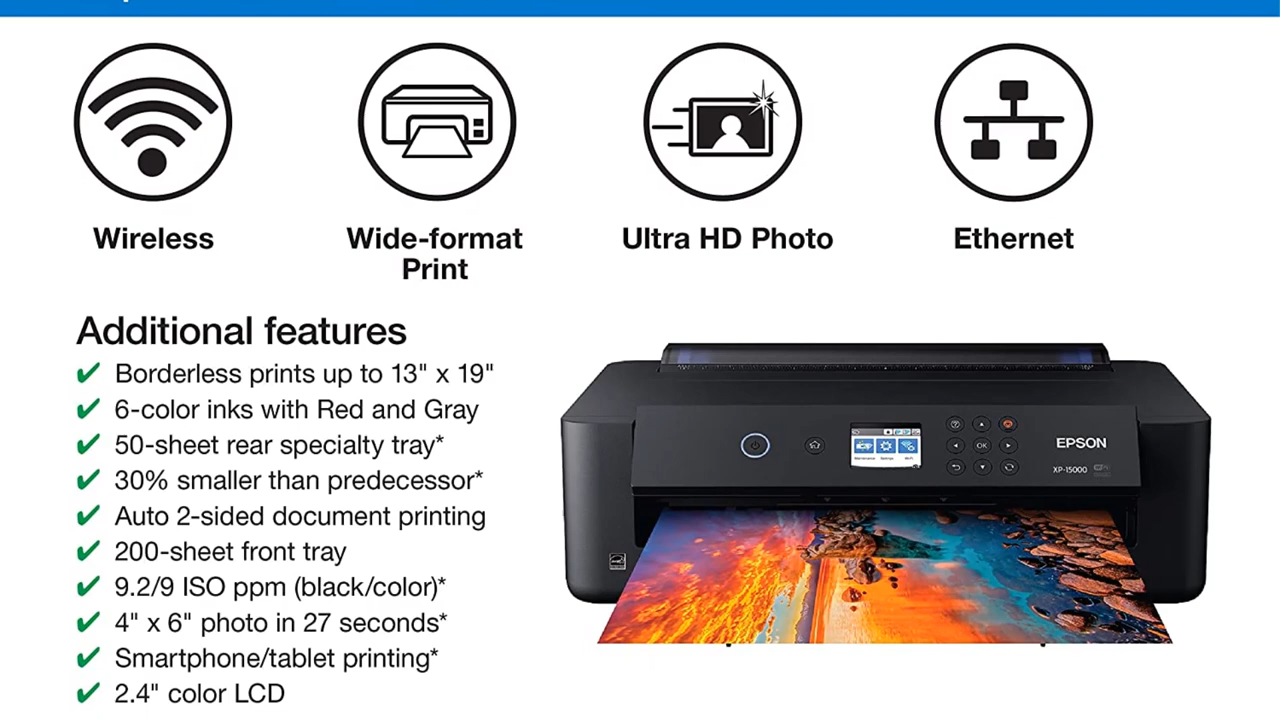 Wireless
Wide-format
Print
Ultra HD Photo
Ethernet
Additional features
✔ Borderless prints up to 13" x 19"
✔ 6-color inks with Red and Gray
✔ 50-sheet rear specialty tray*
✔ 30% smaller than predecessor*
✔ Auto 2-sided document printing
✔ 200-sheet front tray
✔ 9.2/9 ISO ppm (black/color)*
✔ 4" x 6" photo in 27 seconds*
✔ Smartphone/tablet printing*
✔ 2.4" color LCD
OK
EPSON
XP-15000